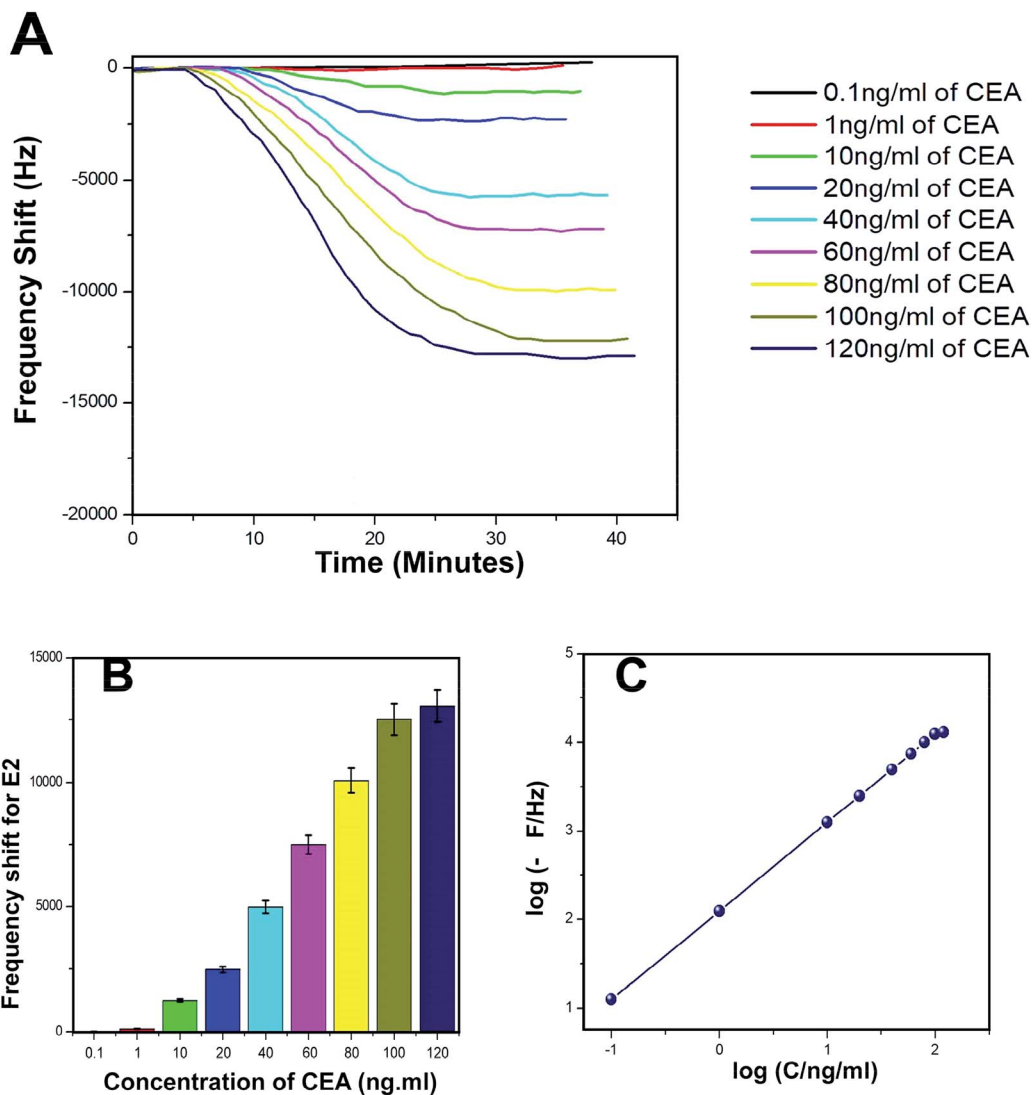 A
0
-5000
-10000
-15000
-20000
0
10
20
30
40
Frequency Shift (Hz)
Time (Minutes)
0.1ng/ml of CEA
1ng/ml of CEA
10ng/ml of CEA
20ng/ml of CEA
40ng/ml of CEA
60ng/ml of CEA
80ng/ml of CEA
100ng/ml of CEA
120ng/ml of CEA
B
15000
10000
5000
0
Frequency shift for E2
0.1
1
10
20
40
60
80
100
120
Concentration of CEA (ng.ml)
C
5
4
3
2
1
log (- F/Hz)
-1
0
1
2
log (C/ng/ml)